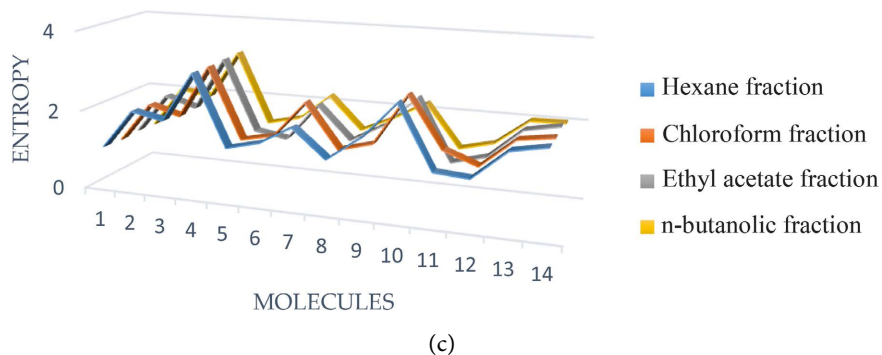 4
2
0
ENTROPY
1 2 3 4 5 6 7 8 9 10 11 12 13 14
MOLECULES
Hexane fraction
Chloroform fraction
Ethyl acetate fraction
n-butanolic fraction
(c)